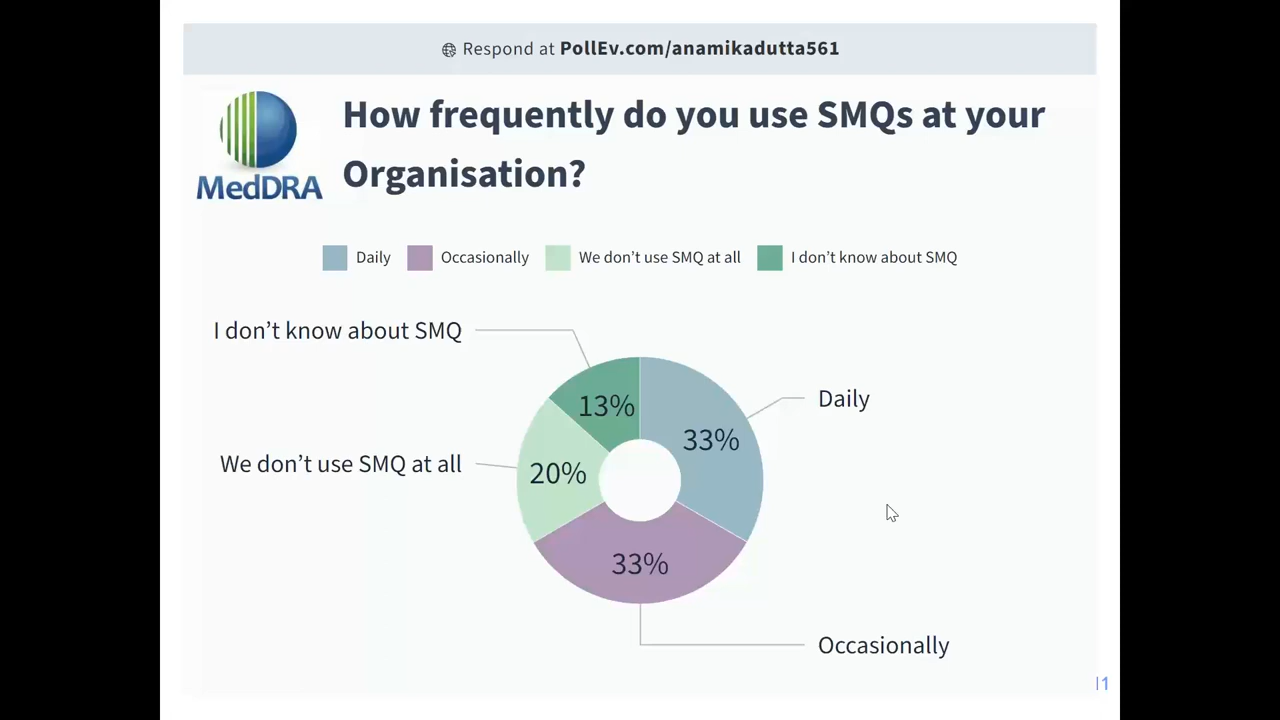 Respond at PollEv.com/anamikadutta561
How frequently do you use SMQs at your
Organisation?
MedDRA
Daily
Occasionally
We don't use SMQ at all
I don't know about SMQ
I don't know about SMQ
13%
Daily
33%
We don't use SMQ at all
20%
33%
Occasionally